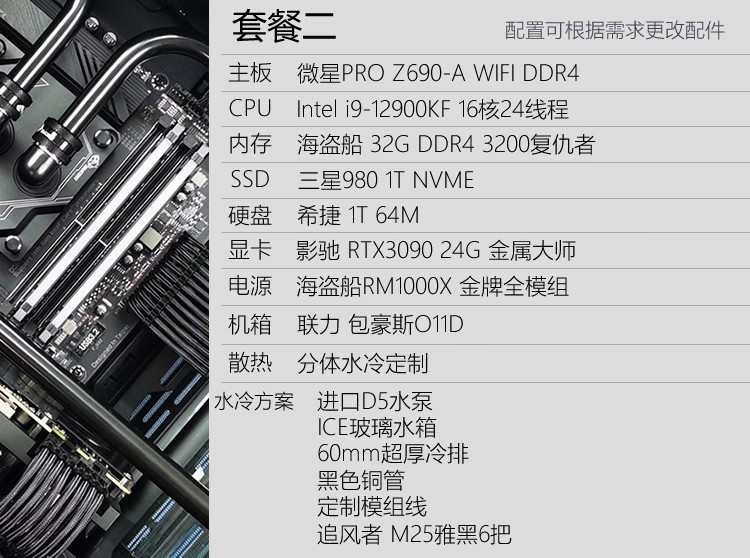 套餐二
配置可根据需求更改配件
主板 微星PRO Z690-A WIFI DDR4
CPU Intel i9-12900KF 16核24线程
内存 海盗船 32G DDR4 3200复仇者
SSD 三星980 1T NVME
硬盘 希捷 1T 64M
显卡 影驰 RTX3090 24G 金属大师
电源 海盗船RM1000X 金牌全模组
机箱 联力 包豪斯O11D
散热 分体水冷定制
水冷方案 进口D5水泵
ICE玻璃水箱
60mm超厚冷排
黑色铜管
定制模组线
追风者 M25雅黑6把
USB3.2